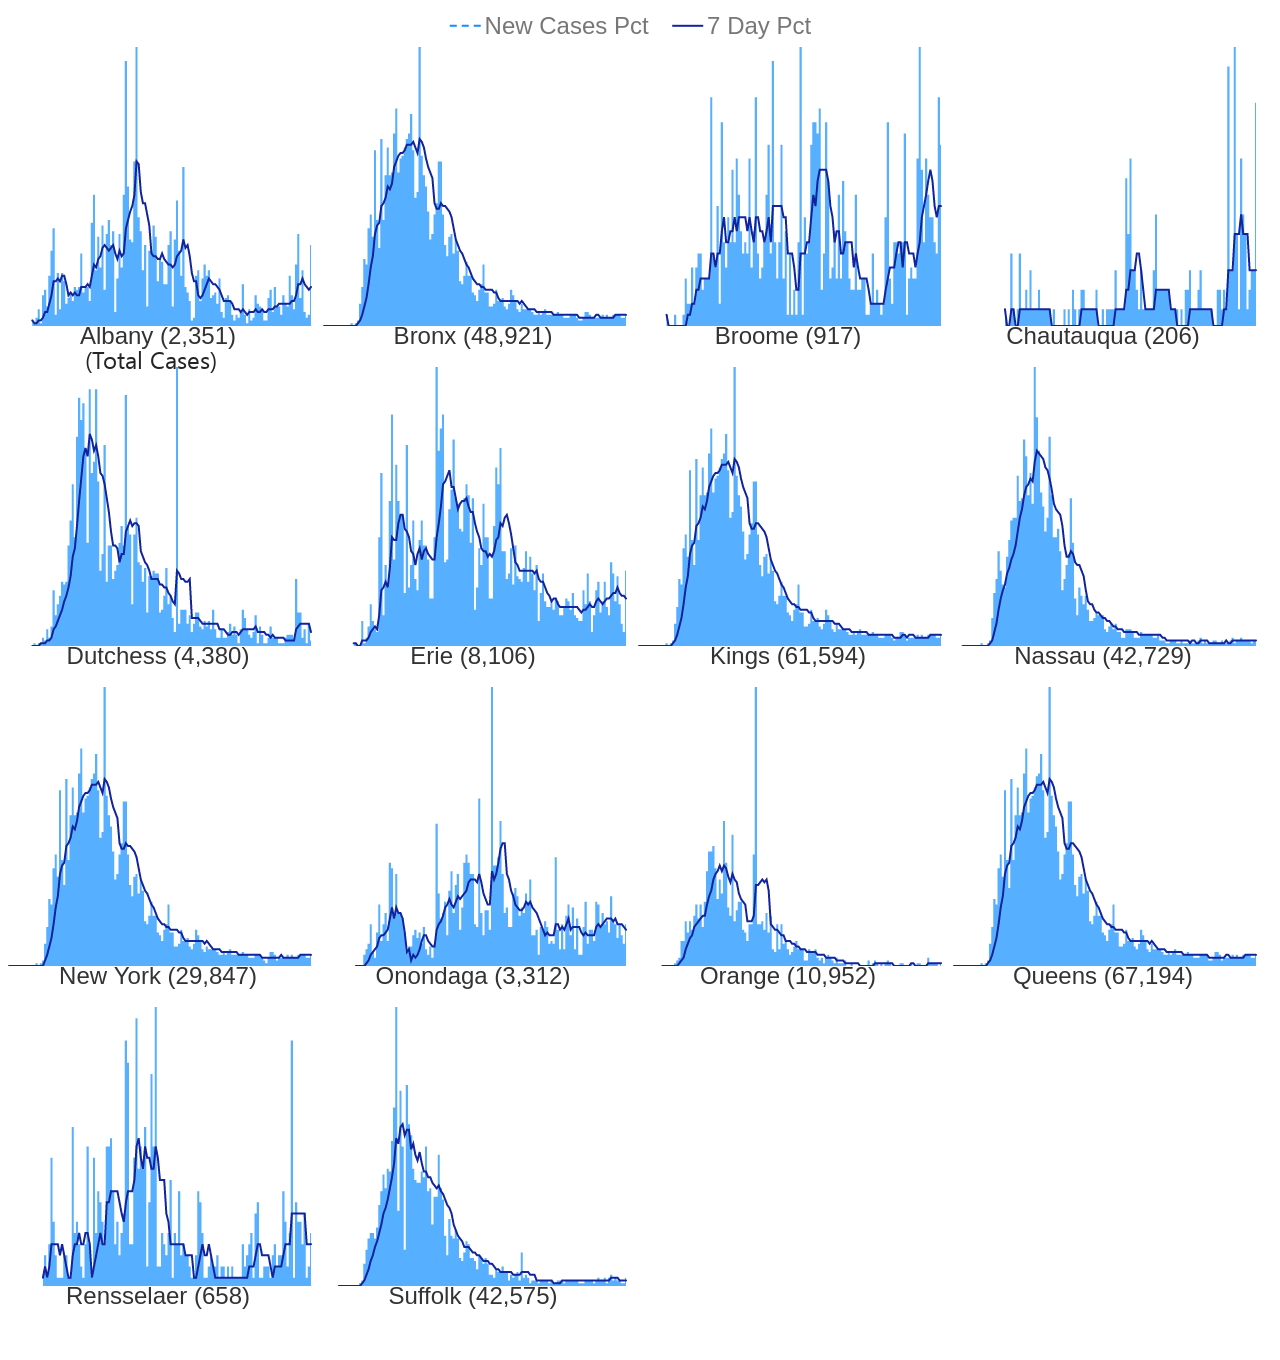 New Cases Pct 7 Day Pct
Albany (2,351) Bronx (48,921) Broome (917) Chautauqua (206)
(Total Cases)
Dutchess (4,380) Erie (8,106) Kings (61,594) Nassau (42,729)
New York (29,847) Onondaga (3,312) Orange (10,952) Queens (67,194)
Rensselaer (658) Suffolk (42,575)